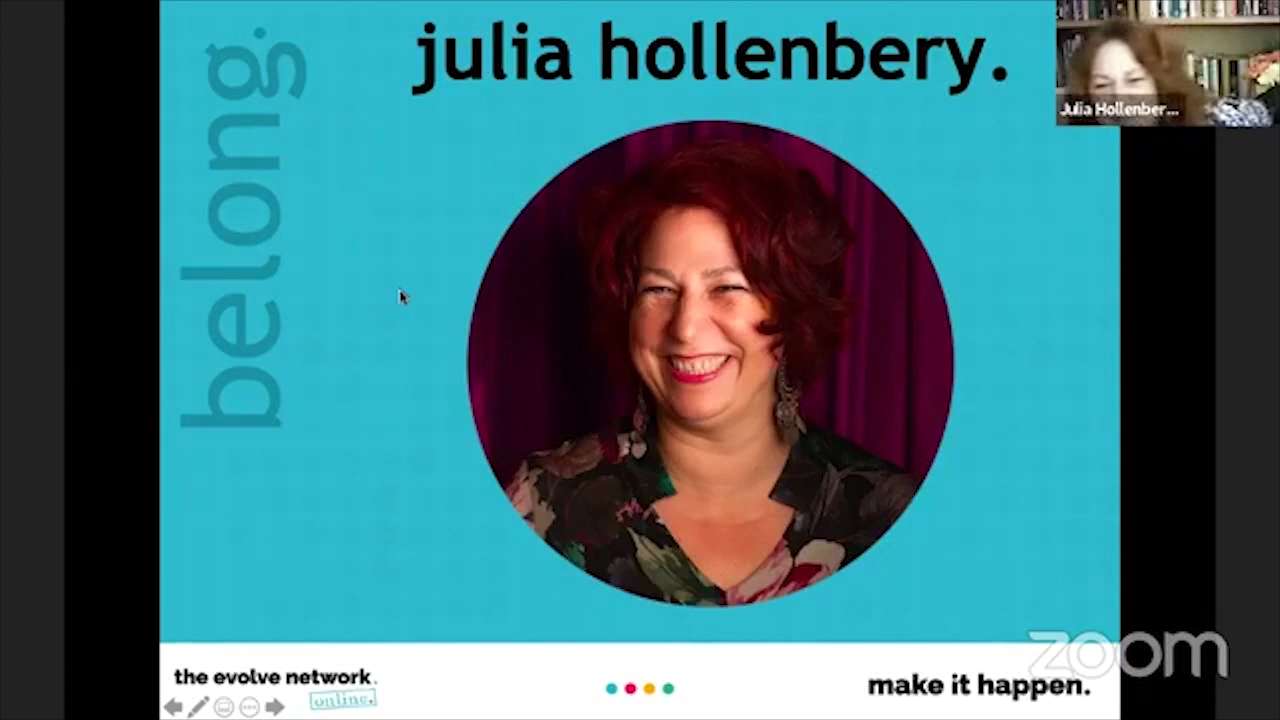 julia hollenbery.
belong.
Julia Hollenber...
the evolve network.
online.
make it happen.
zoom